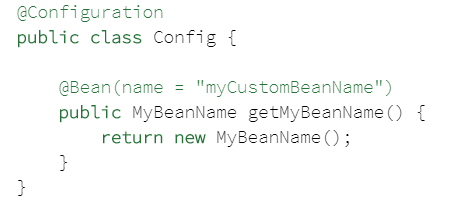 @Configuration
public class Config {
@Bean(name = "myCustomBeanName")
public MyBeanName getMyBeanName() {
return new MyBeanName();
}
}